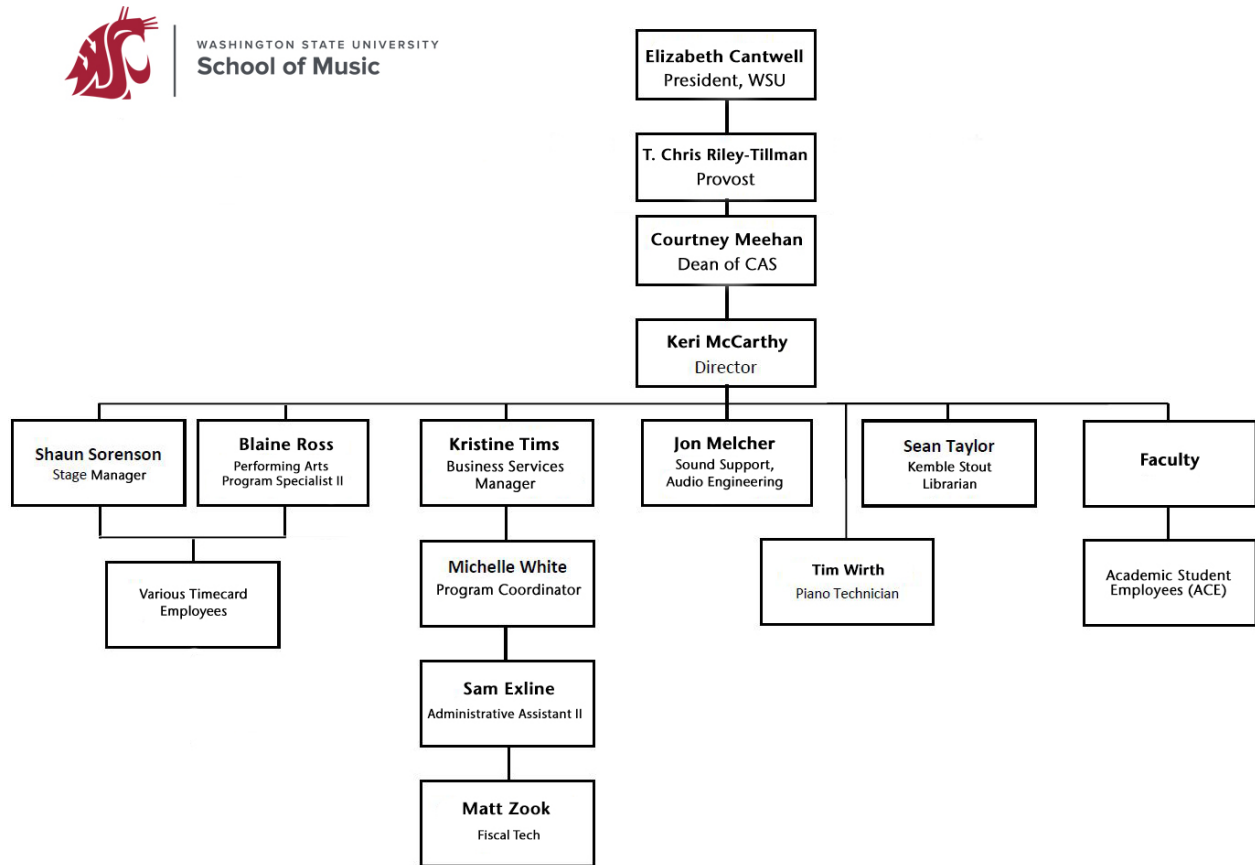 WASHINGTON STATE UNIVERSITY
School of Music
Elizabeth Cantwell
President, WSU
T. Chris Riley-Tillman
Provost
Courtney Meehan
Dean of CAS
Keri McCarthy
Director
Shaun Sorenson
Stage Manager
Blaine Ross
Performing Arts
Program Specialist II
Kristine Tims
Business Services
Manager
Jon Melcher
Sound Support,
Audio Engineering
Sean Taylor
Kemble Stout
Librarian
Faculty
Various Timecard
Employees
Michelle White
Program Coordinator
Tim Wirth
Piano Technician
Academic Student
Employees (ACE)
Sam Exline
Administrative Assistant II
Matt Zook
Fiscal Tech